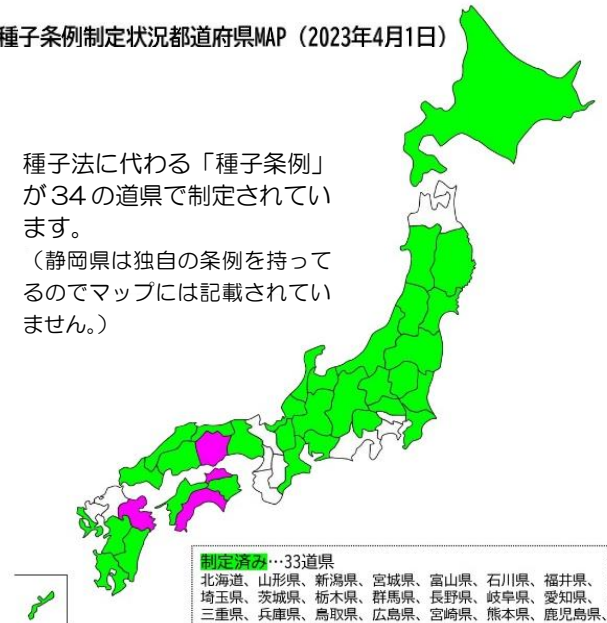 種子条例制定状況都道府県MAP（2023年4月1日）
種子法に代わる「種子条例」
が34の道県で制定されてい
ます。
（静岡県は独自の条例を持って
るのでマップには記載されてい
ません。）
制定済み…33道県
北海道、山形県、新潟県、宮城県、富山県、石川県、福井県、
埼玉県、茨城県、栃木県、群馬県、長野県、岐阜県、愛知県、
三重県、兵庫県、鳥取県、広島県、宮崎県、熊本県、鹿児島県、